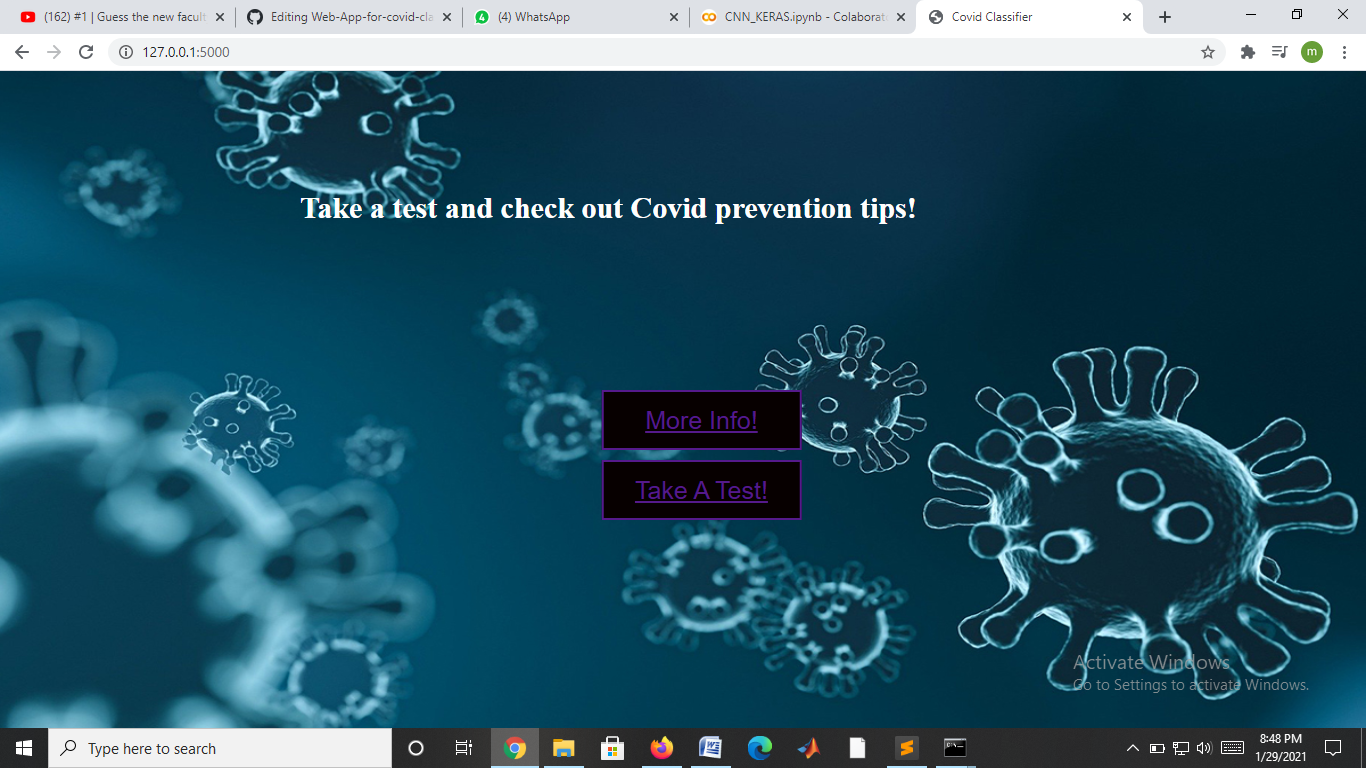 (162) #1 | Guess the new facult
Editing Web-App-for-covid-cla
4
(4) WhatsApp
CNN_KERAS.ipynb - Colaborat
Covid Classifier
127.0.0.1:5000
m
Take a test and check out Covid prevention tips!
More Info!
Take A Test!
Activate Windows
Go to Settings to activate Windows.
Type here to search
8:48 PM
1/29/2021